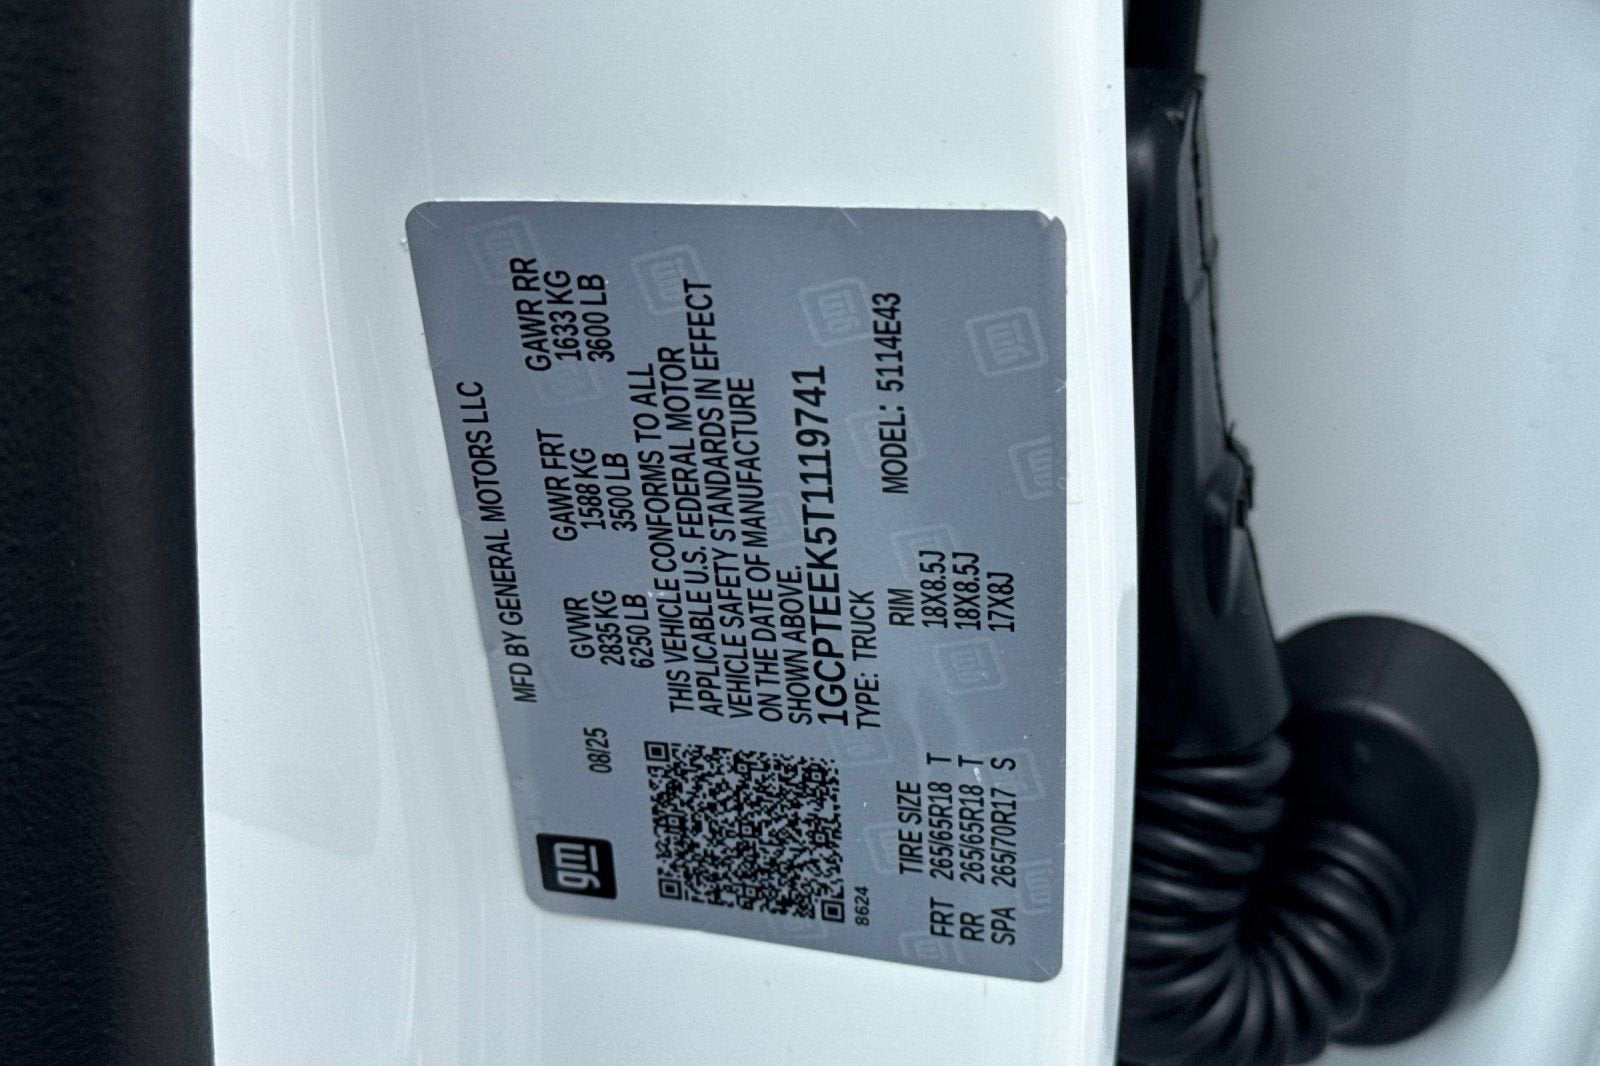 gm
MFD BY GENERAL MOTORS LLC
08/25
GVWR GAWR FRT GAWR RR
2835 KG 1588 KG 1633 KG
6250 LB 3500 LB 3600 LB
THIS VEHICLE CONFORMS TO ALL
APPLICABLE U.S. FEDERAL MOTOR
VEHICLE SAFETY STANDARDS IN EFFECT
ON THE DATE OF MANUFACTURE
SHOWN ABOVE.
1GCPTEEK5T1119741
TYPE: TRUCK MODEL: 5114E43
8624
TIRE SIZE RIM
FRT 265/65R18 T 18X8.5J
RR 265/65R18 T 18X8.5J
SPA 265/70R17 S 17X8J